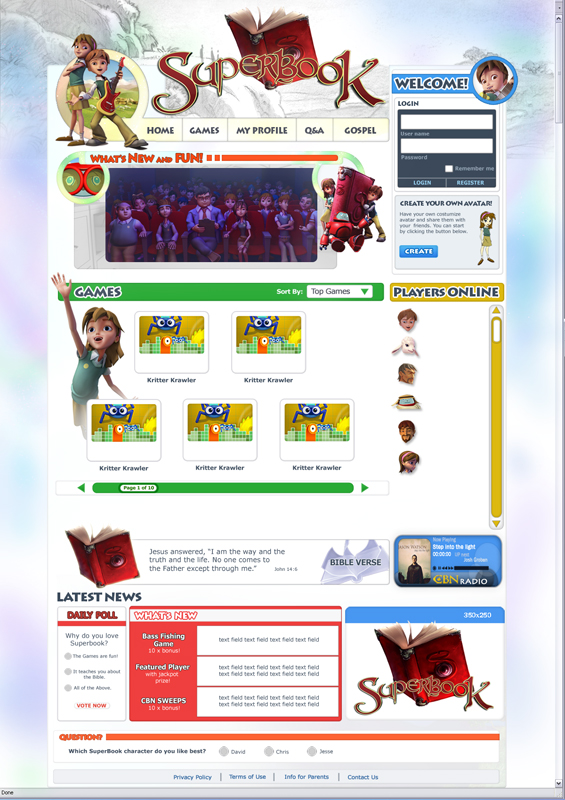 SUPERBOOK
WELCOME!
LOGIN
User name
Password
Remember me
LOGIN REGISTER
HOME GAMES MY PROFILE Q&A GOSPEL
WHAT'S NEW AND FUN!
CREATE YOUR OWN AVATAR!
Have your own costumize
avatar and share them with
your friends. You can start
by clicking the button below.
CREATE
GAMES
Sort By: Top Games
PLAYERS ONLINE
Kritter Krawler Kritter Krawler
Kritter Krawler Kritter Krawler Kritter Krawler
Page 1 of 10
Jesus answered, "I am the way and the
truth and the life. No one comes to
the Father except through me." John 14:6
BIBLE VERSE
Now Playing
Step into the light
00:00:00
Josh Groban
CBN RADIO
LATEST NEWS
DAILY POLL
Why do you love
Superbook?
The Games are fun!
It teaches you about
the Bible.
All of the Above.
VOTE NOW
WHAT'S NEW
Bass Fishing
Game
10 x bonus!
text field text field text field text field
Featured Player
with jackpot
prize!
text field text field text field text field
text field text field text field text field
CBN SWEEPS
10 x bonus!
text field text field text field text field
text field text field text field text field
350x250
SUPERBOOK
QUESTION?
Which SuperBook character do you like best? David Chris Jesse
Privacy Policy | Terms of Use | Info for Parents | Contact Us
Done